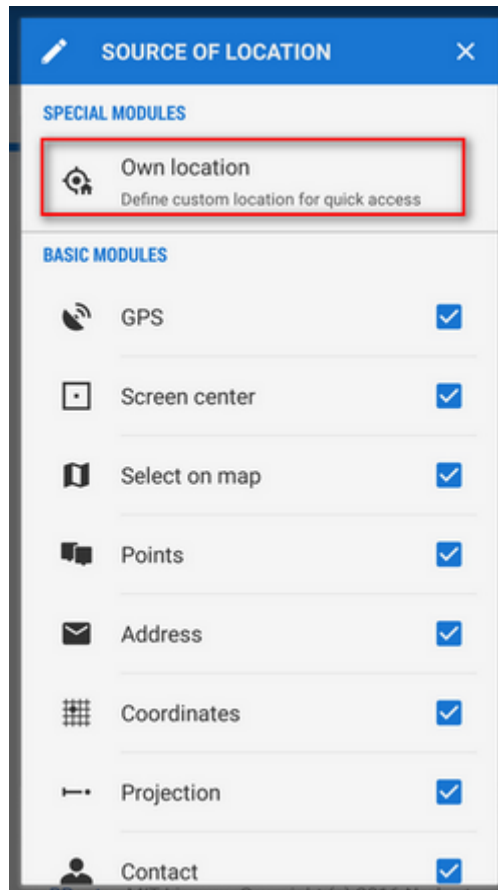 SOURCE OF LOCATION
SPECIAL MODULES
Own location
Define custom location for quick access
BASIC MODULES
GPS
Screen center
Select on map
Points
Address
Coordinates
Projection
Contact